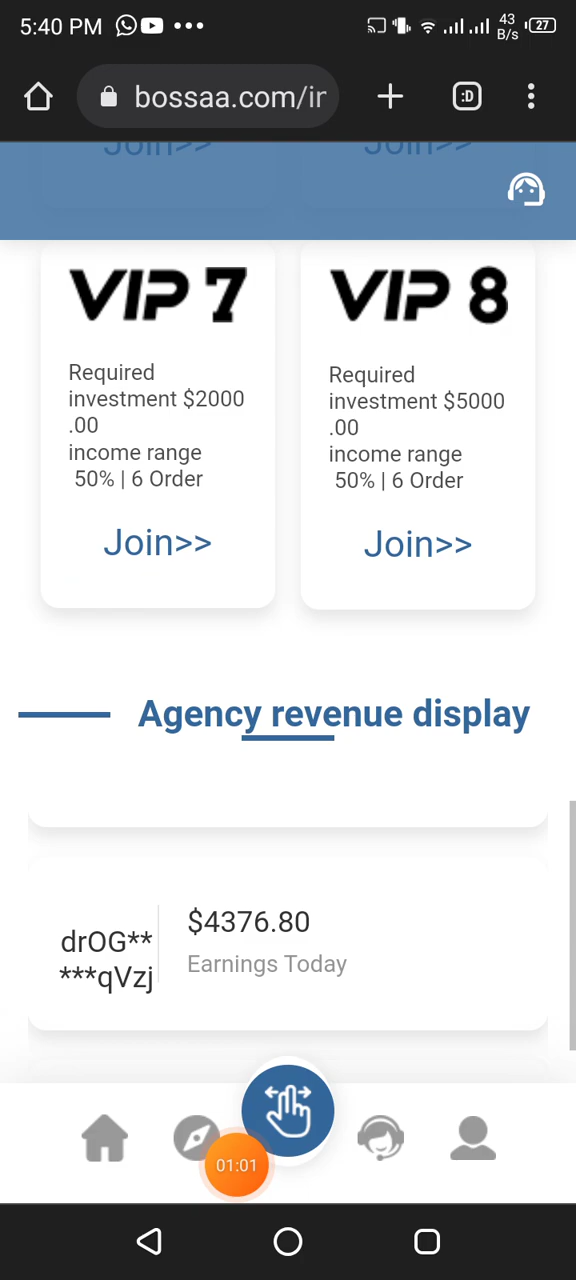 5:40 PM
43
B/s
27
bossaa.com/ir
:D
Join>>
Join>>
VIP 7
VIP 8
Required
investment $2000
.00
income range
50% | 6 Order
Join>>
Required
investment $5000
.00
income range
50% | 6 Order
Join>>
Agency revenue display
drOG**
***qVzj
$4376.80
Earnings Today
01:01